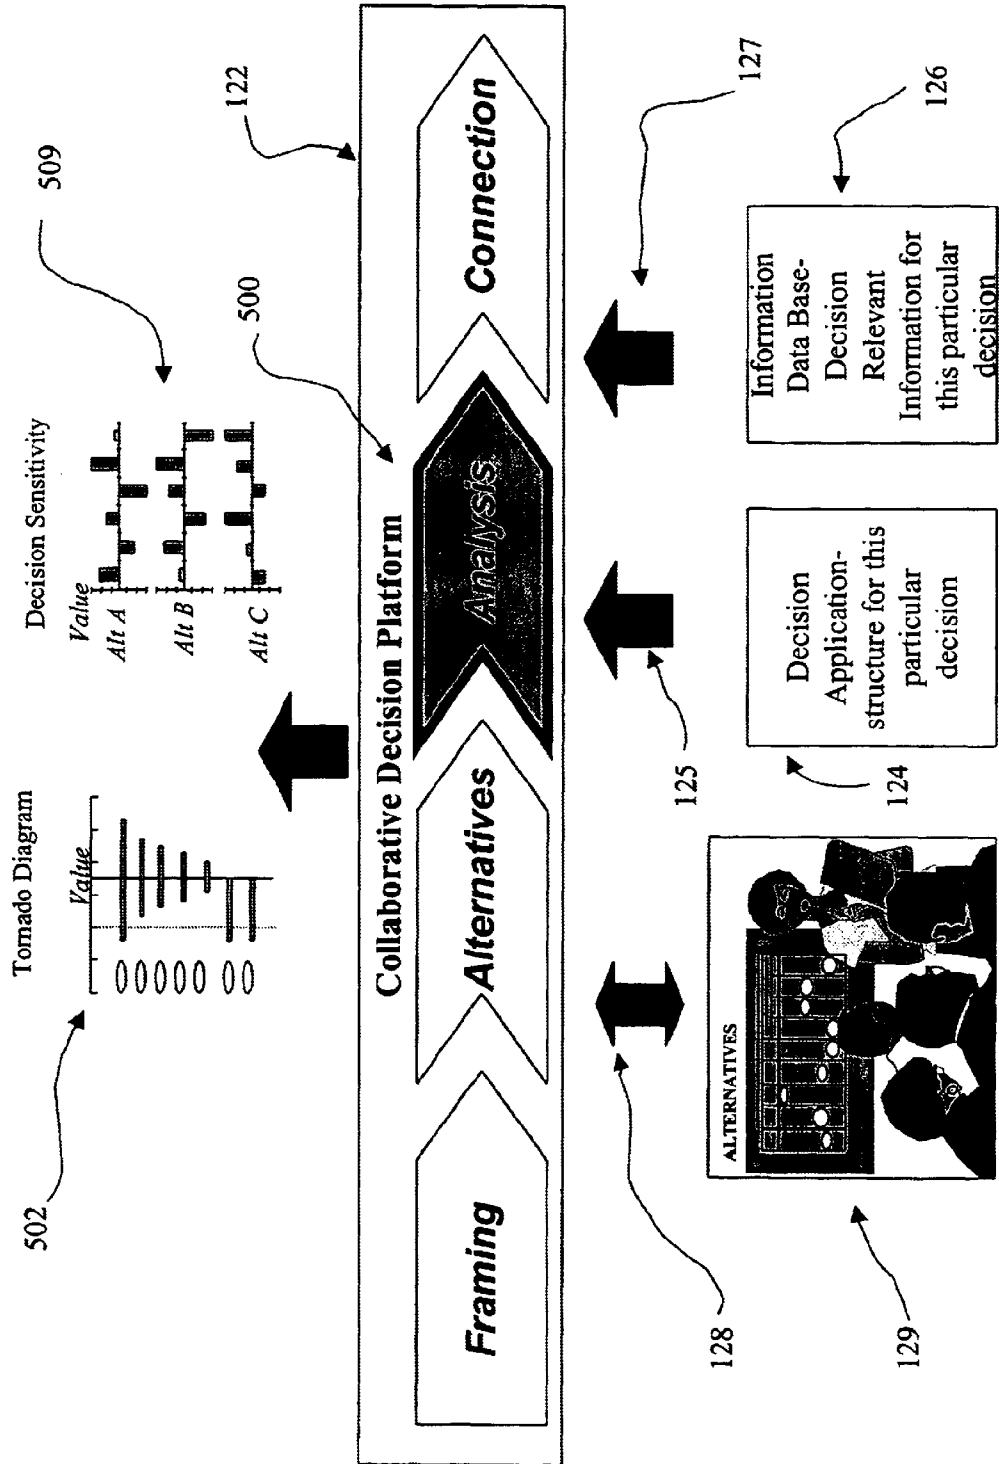 Tornado Diagram
Value
502
Decision Sensitivity
Value
Alt A
Alt B
Alt C
509
500
122
Collaborative Decision Platform
Framing
Alternatives
Analysis
Connection
128
129
ALTERNATIVES
125
124
Decision
Application-
structure for this
particular
decision
127
126
Information
Data Base-
Decision
Relevant
Information for
this particular
decision